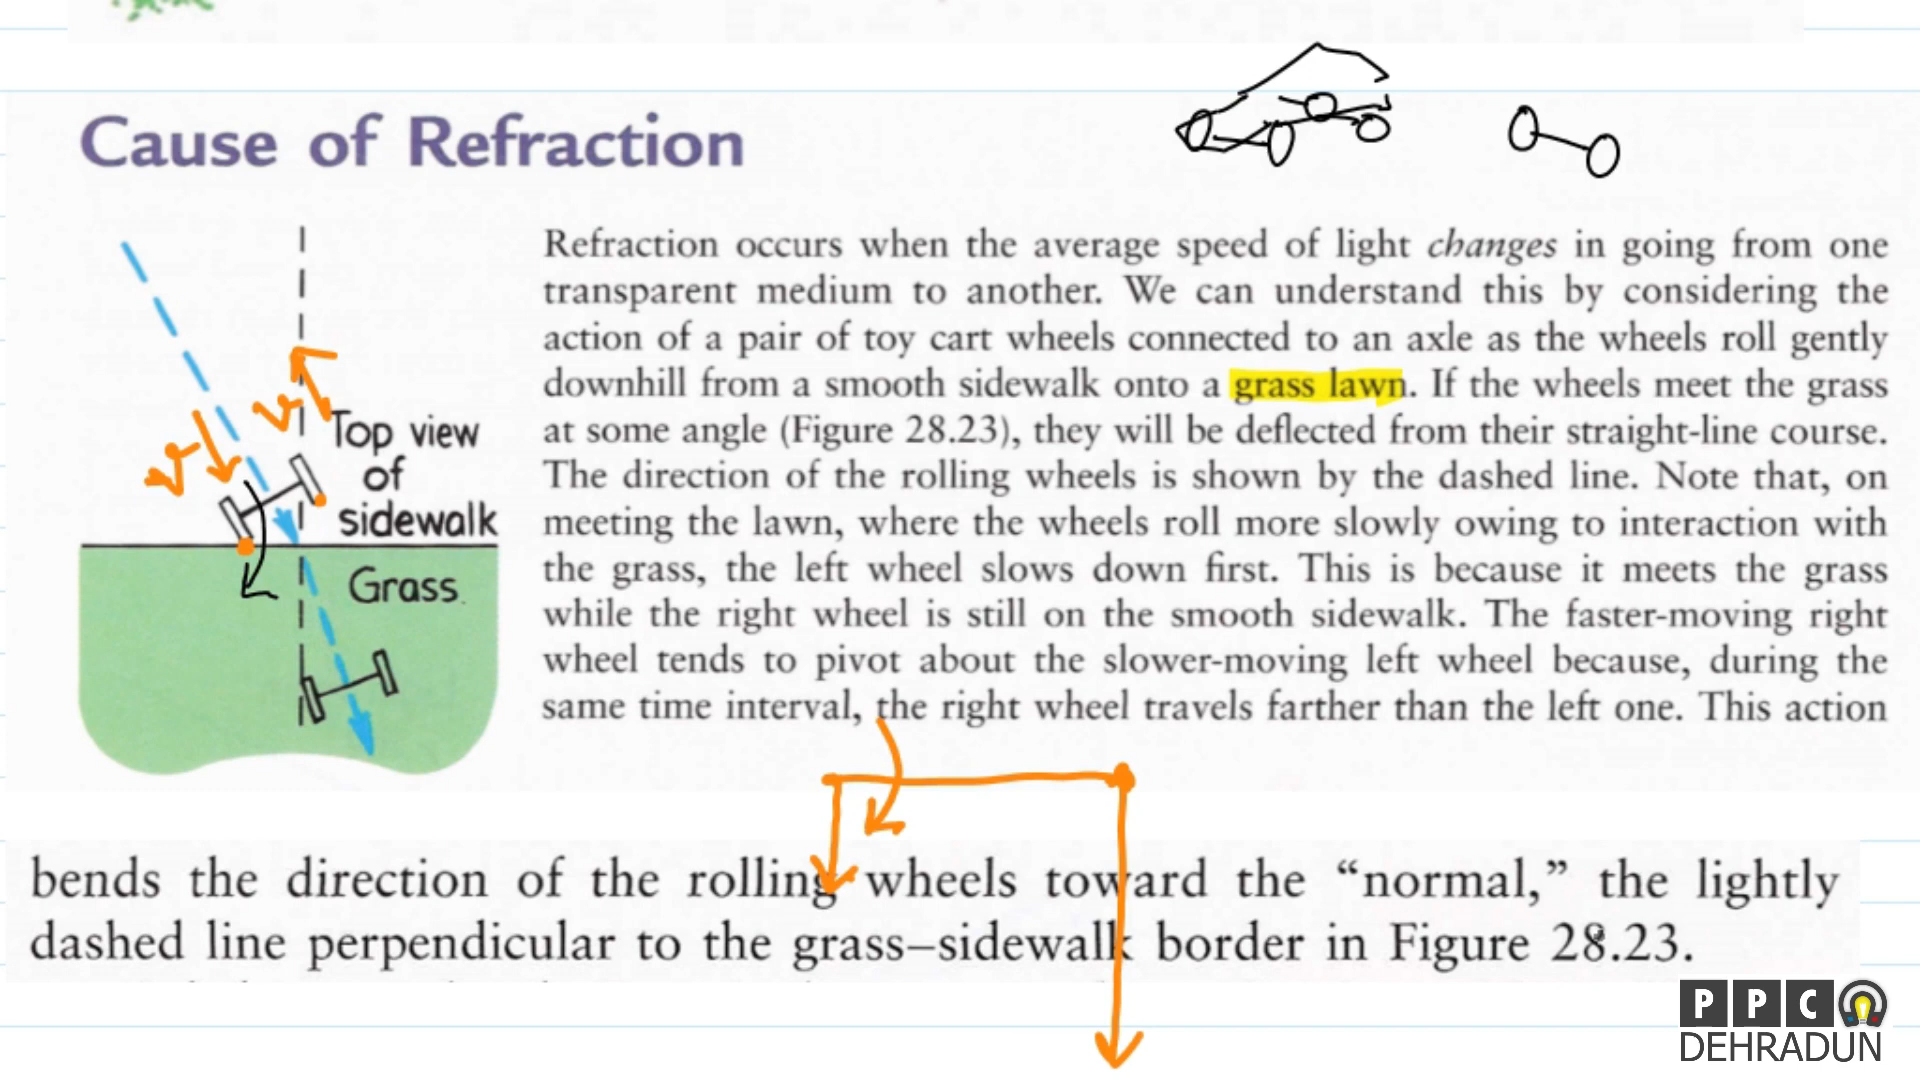 Cause of Refraction
Refraction occurs when the average speed of light changes in going from one
transparent medium to another. We can understand this by considering the
action of a pair of toy cart wheels connected to an axle as the wheels roll gently
downhill from a smooth sidewalk onto a grass lawn. If the wheels meet the grass
at some angle (Figure 28.23), they will be deflected from their straight-line course.
The direction of the rolling wheels is shown by the dashed line. Note that, on
meeting the lawn, where the wheels roll more slowly owing to interaction with
the grass, the left wheel slows down first. This is because it meets the grass
while the right wheel is still on the smooth sidewalk. The faster-moving right
wheel tends to pivot about the slower-moving left wheel because, during the
same time interval, the right wheel travels farther than the left one. This action
v
v
Top view
of
sidewalk
Grass
bends the direction of the rolling wheels toward the “normal,” the lightly
dashed line perpendicular to the grass–sidewalk border in Figure 28.23.
PPC
DEHRADUN